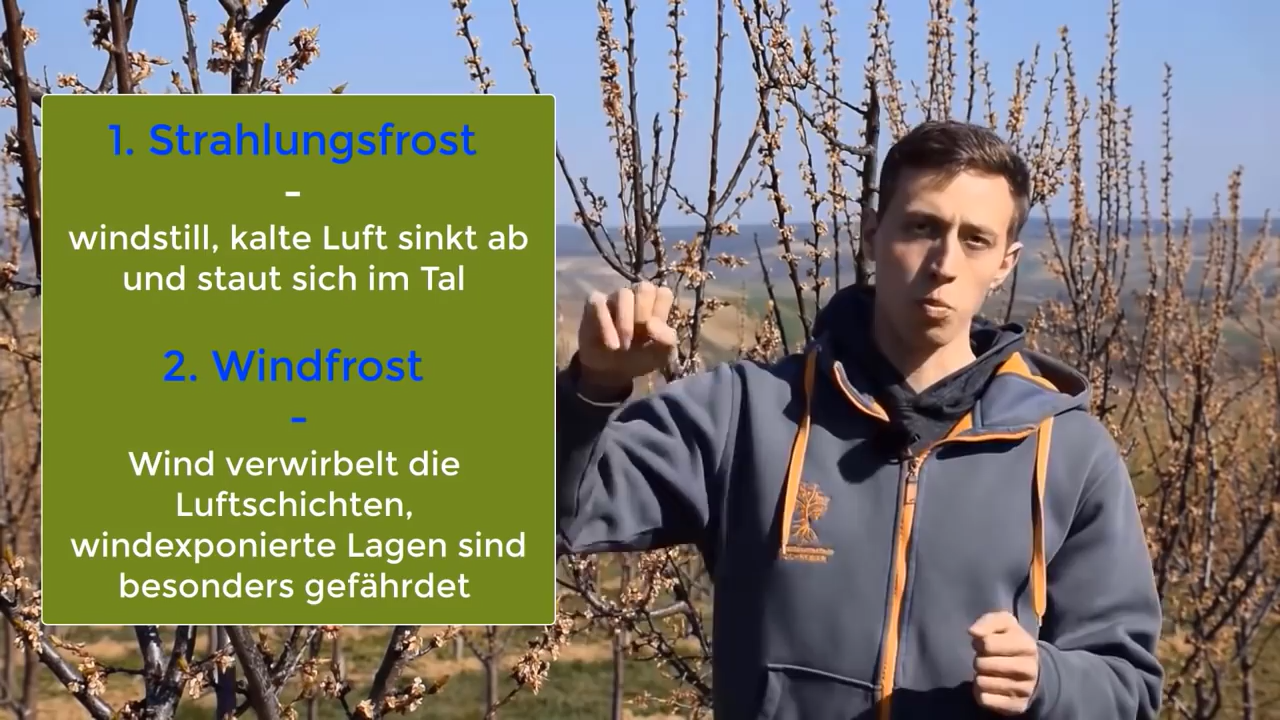 1. Strahlungsfrost
-
windstill, kalte Luft sinkt ab
und staut sich im Tal
2. Windfrost
-
Wind verwirbelt die
Luftschichten,
windexponierte Lagen sind
besonders gefährdet